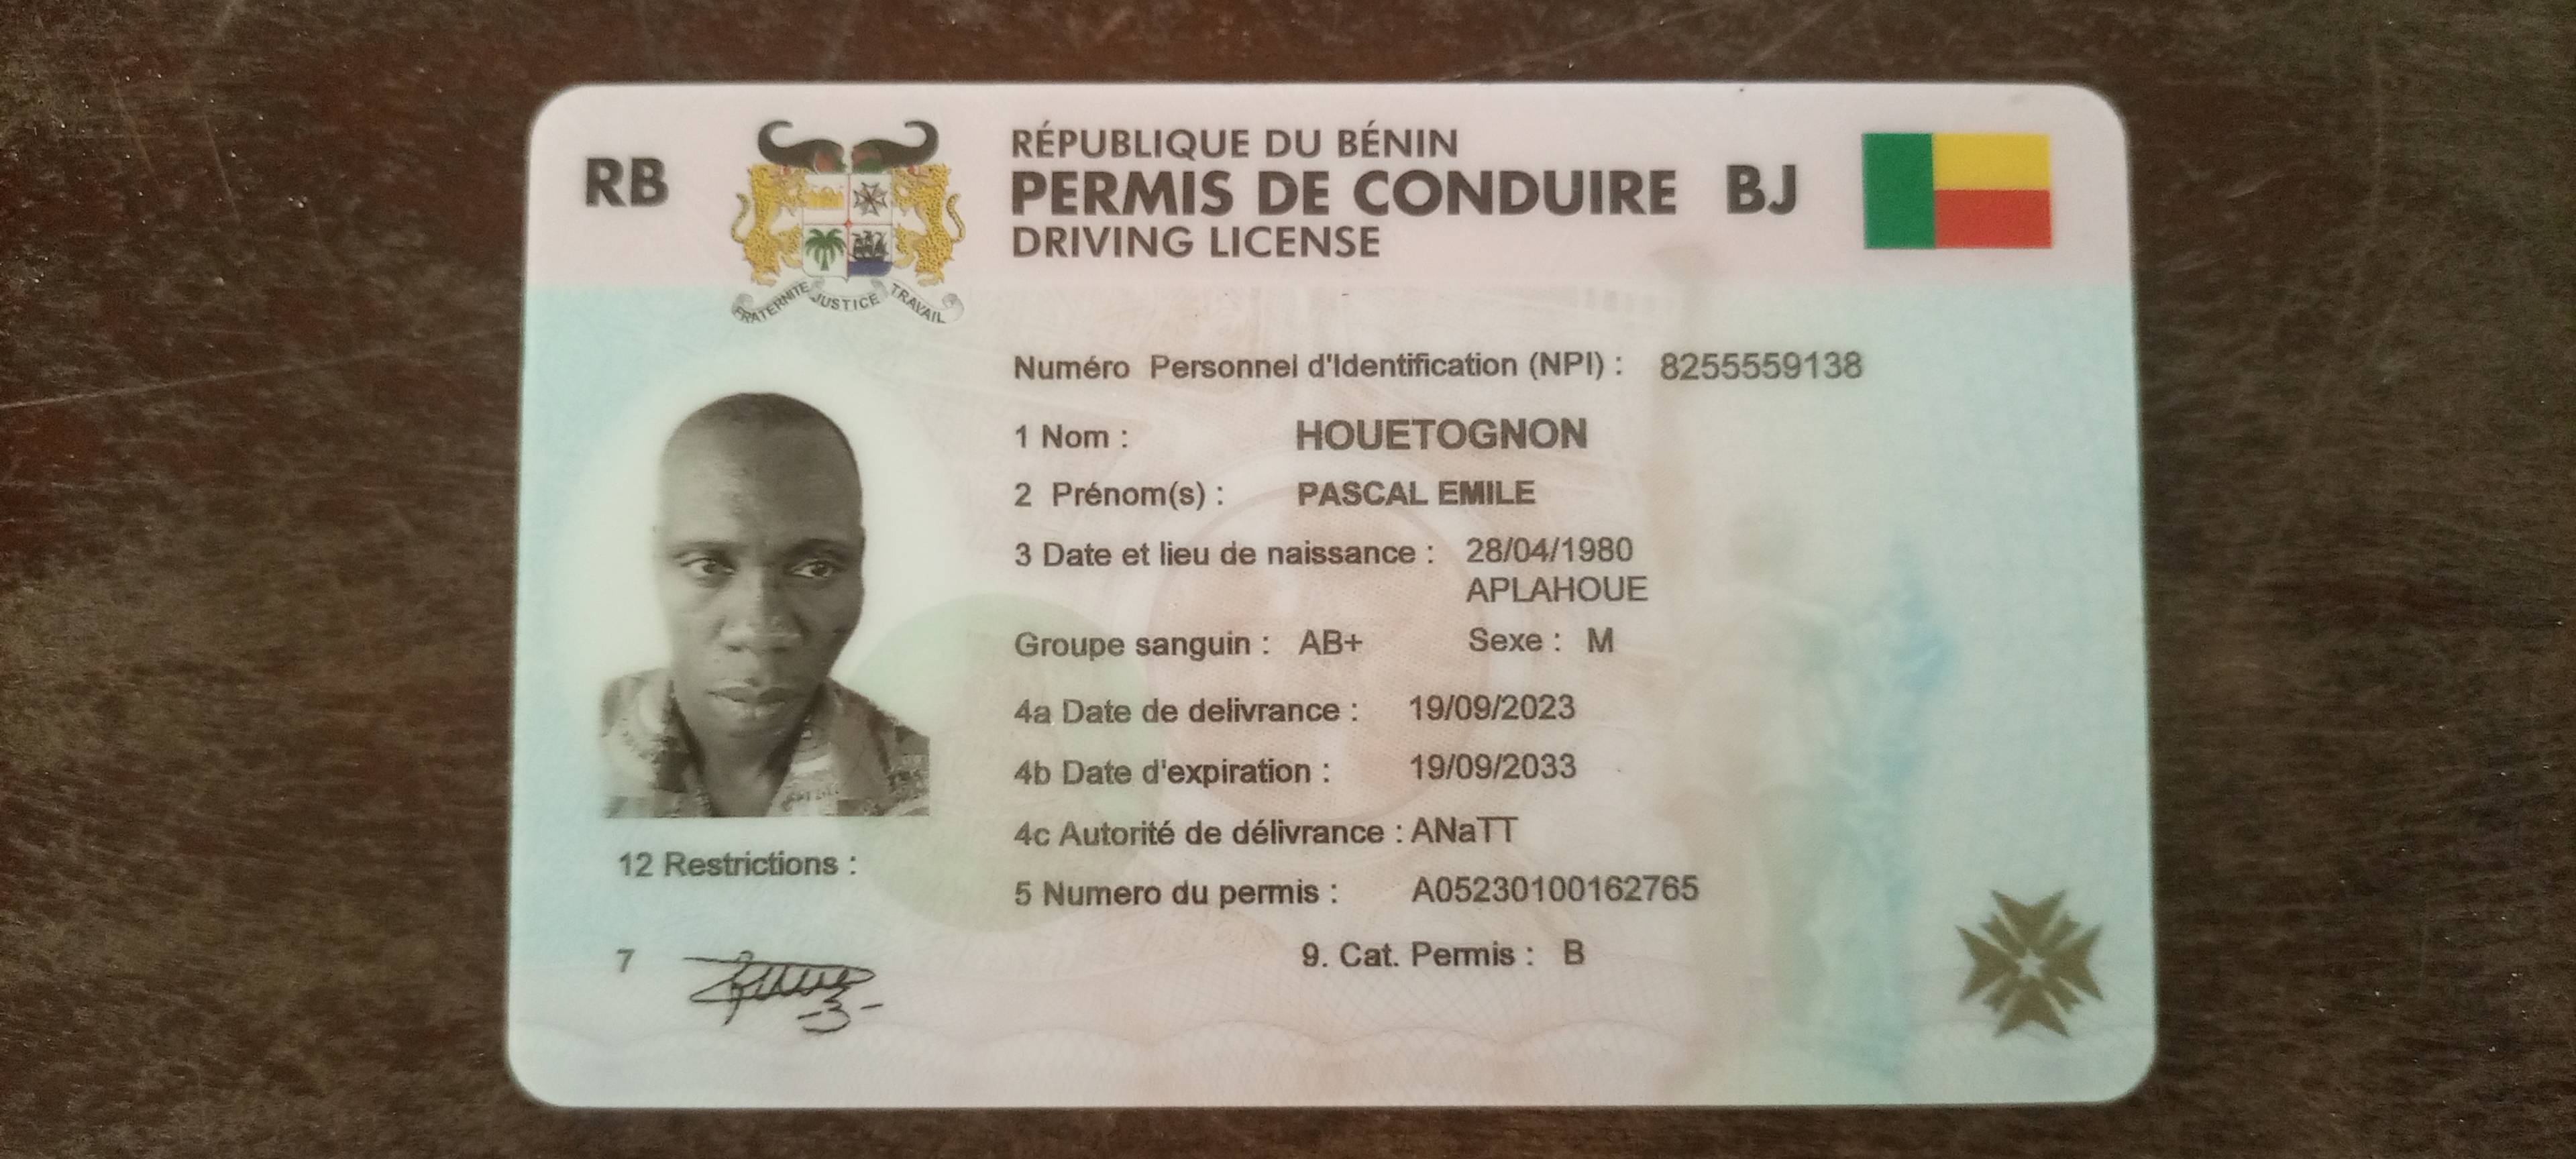 RB
RÉPUBLIQUE DU BÉNIN
PERMIS DE CONDUIRE BJ
DRIVING LICENSE
FRATERNITE JUSTICE TRAVAIL
Numéro Personnel d'Identification (NPI) : 8255559138
1 Nom : HOUETOGNON
2 Prénom(s) : PASCAL EMILE
3 Date et lieu de naissance : 28/04/1980
APLAHOUE
Groupe sanguin : AB+ Sexe : M
4a Date de delivrance : 19/09/2023
4b Date d'expiration : 19/09/2033
4c Autorité de délivrance : ANaTT
12 Restrictions :
5 Numero du permis : A05230100162765
7
9. Cat. Permis : B